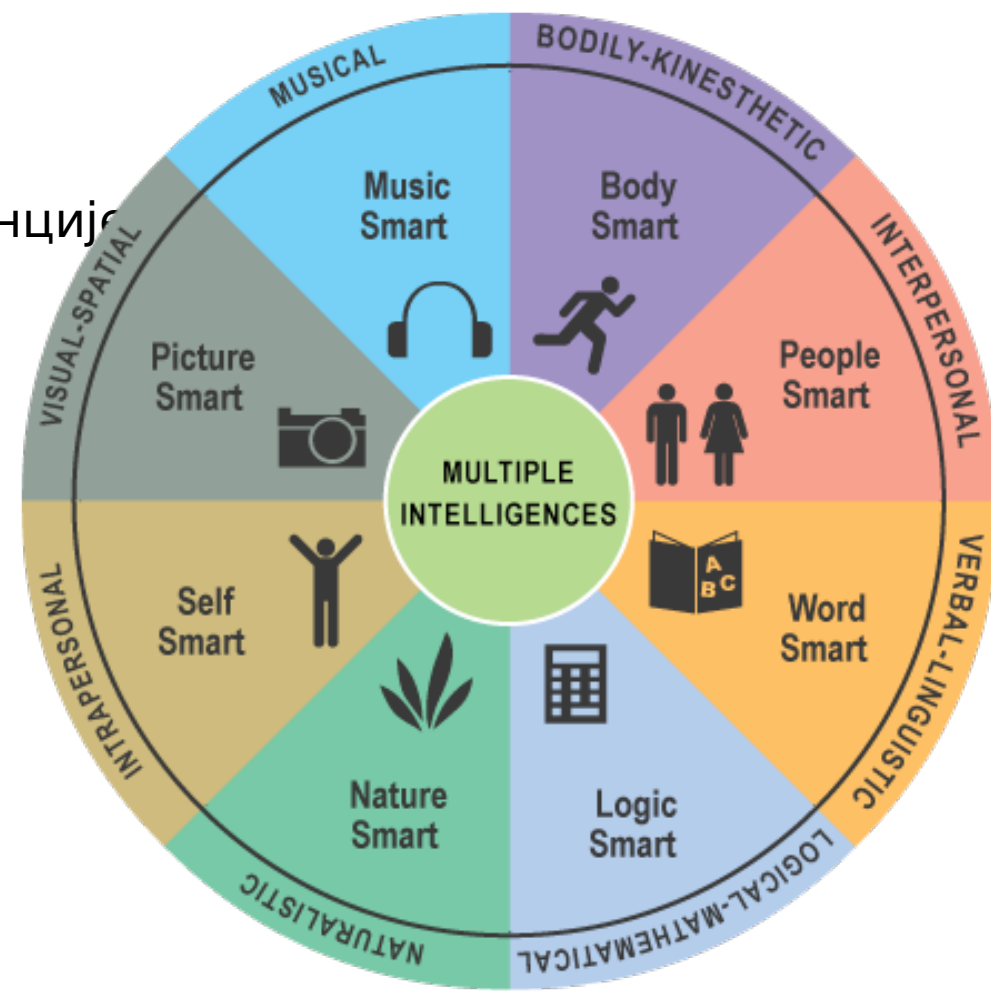 нције
MULTIPLE
INTELLIGENCES
MUSICAL
Music
Smart
BODILY-KINESTHETIC
Body
Smart
INTERPERSONAL
People
Smart
VERBAL-LINGUISTIC
Word
Smart
LOGICAL-MATHEMATICAL
Logic
Smart
NATURALISTIC
Nature
Smart
INTRAPERSONAL
Self
Smart
VISUAL-SPATIAL
Picture
Smart
A
B C